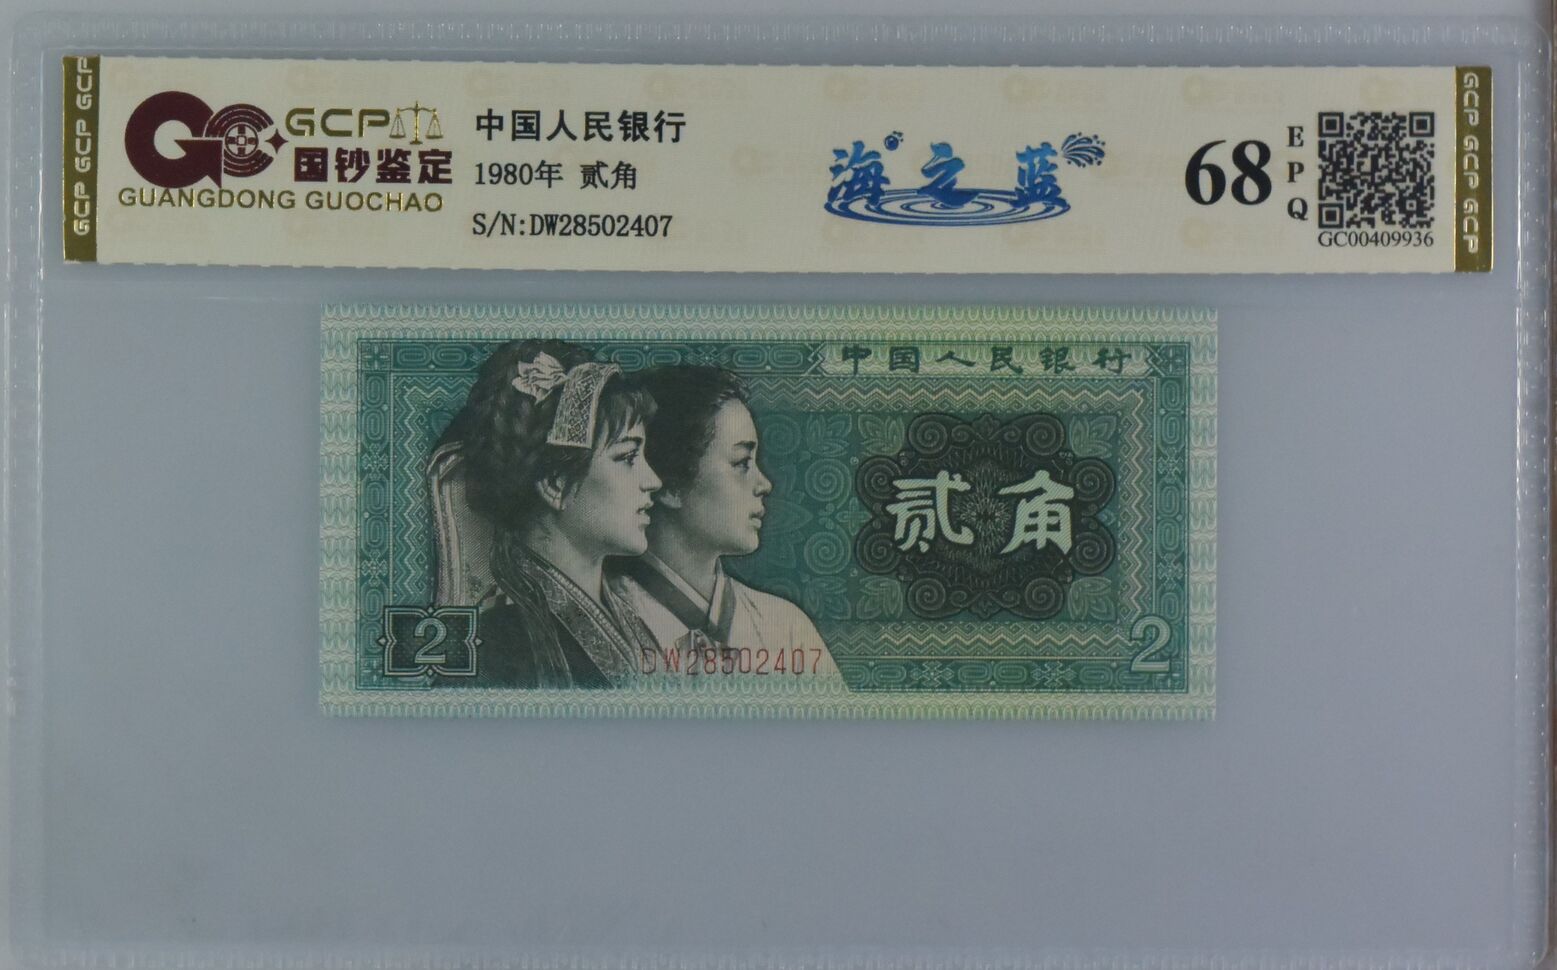 GCP GCP GCP
GCP
国钞鉴定
GUANGDONG GUOCHAO
中国人民银行
1980年 贰角
S/N:DW28502407
海之蓝
68
EPQ
GC00409936
GCP GCP GCP
中国人民银行
贰角
2
DW28502407
2